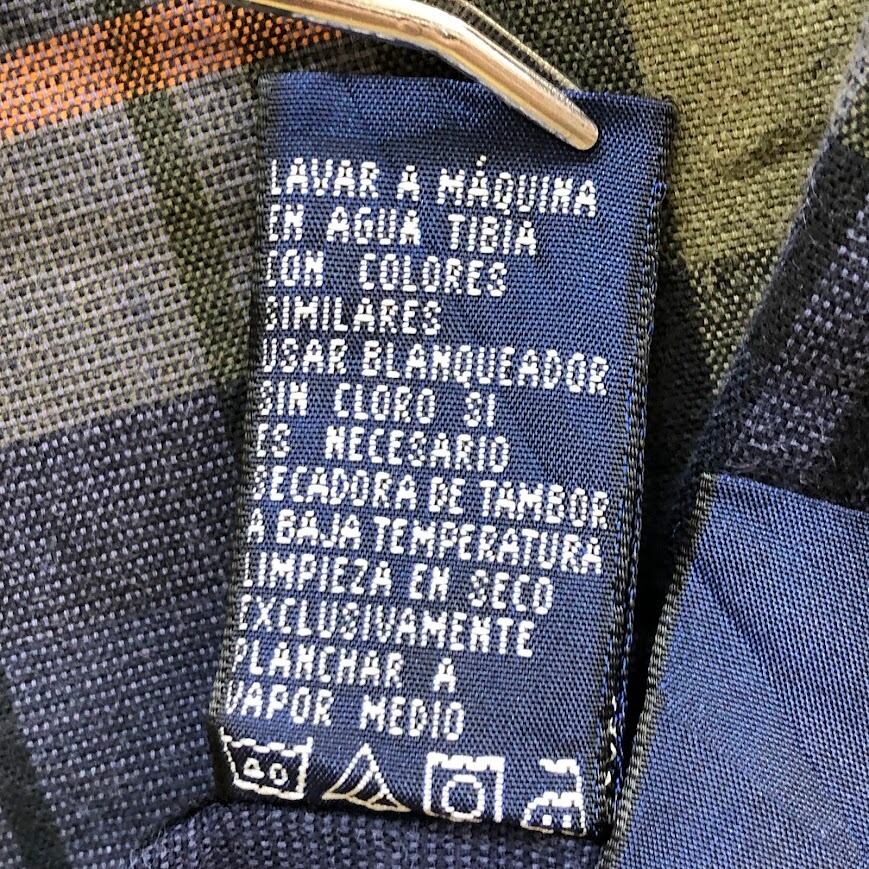 LAVAR A MÁQUINA
EN AGUA TIBIA
CON COLORES
SIMILARES
USAR BLANQUEADOR
SIN CLORO SI
ES NECESARIO
SECADORA DE TAMBOR
A BAJA TEMPERATURA
LIMPIEZA EN SECO
EXCLUSIVAMENTE
PLANCHAR A
VAPOR MEDIO
40